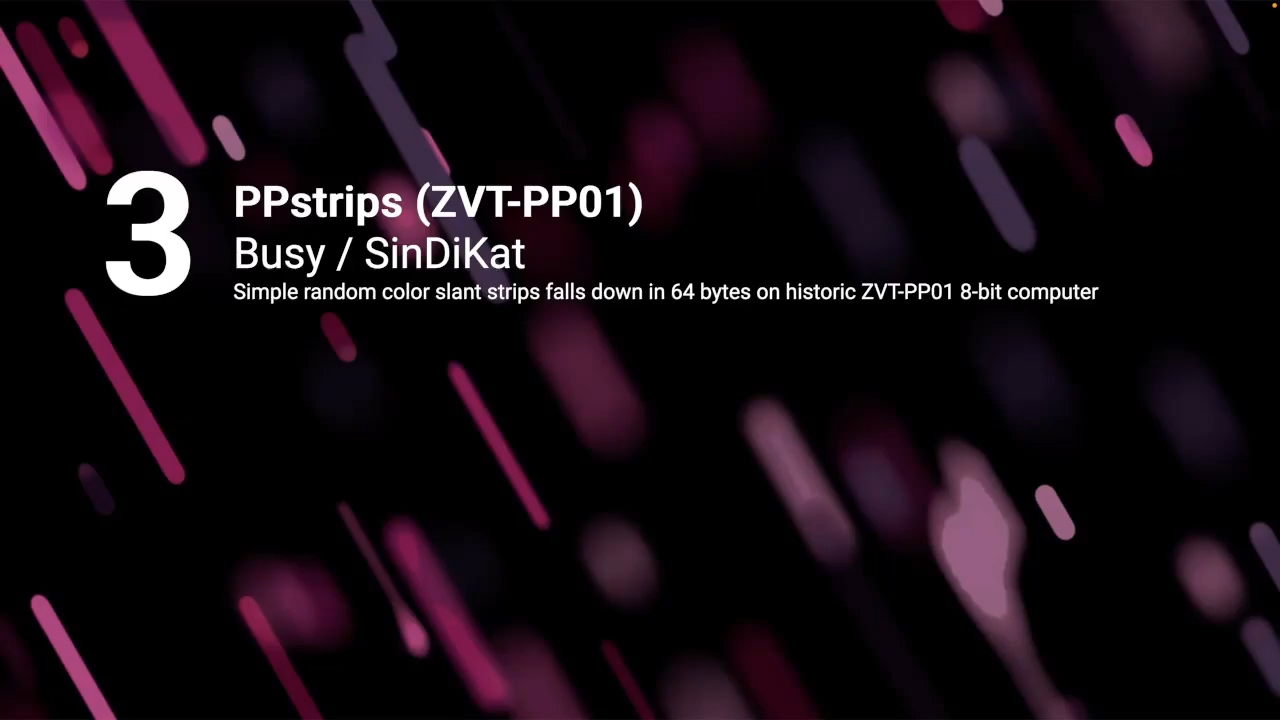 3
PPstrips (ZVT-PP01)
Busy / SinDiKat
Simple random color slant strips falls down in 64 bytes on historic ZVT-PP01 8-bit computer